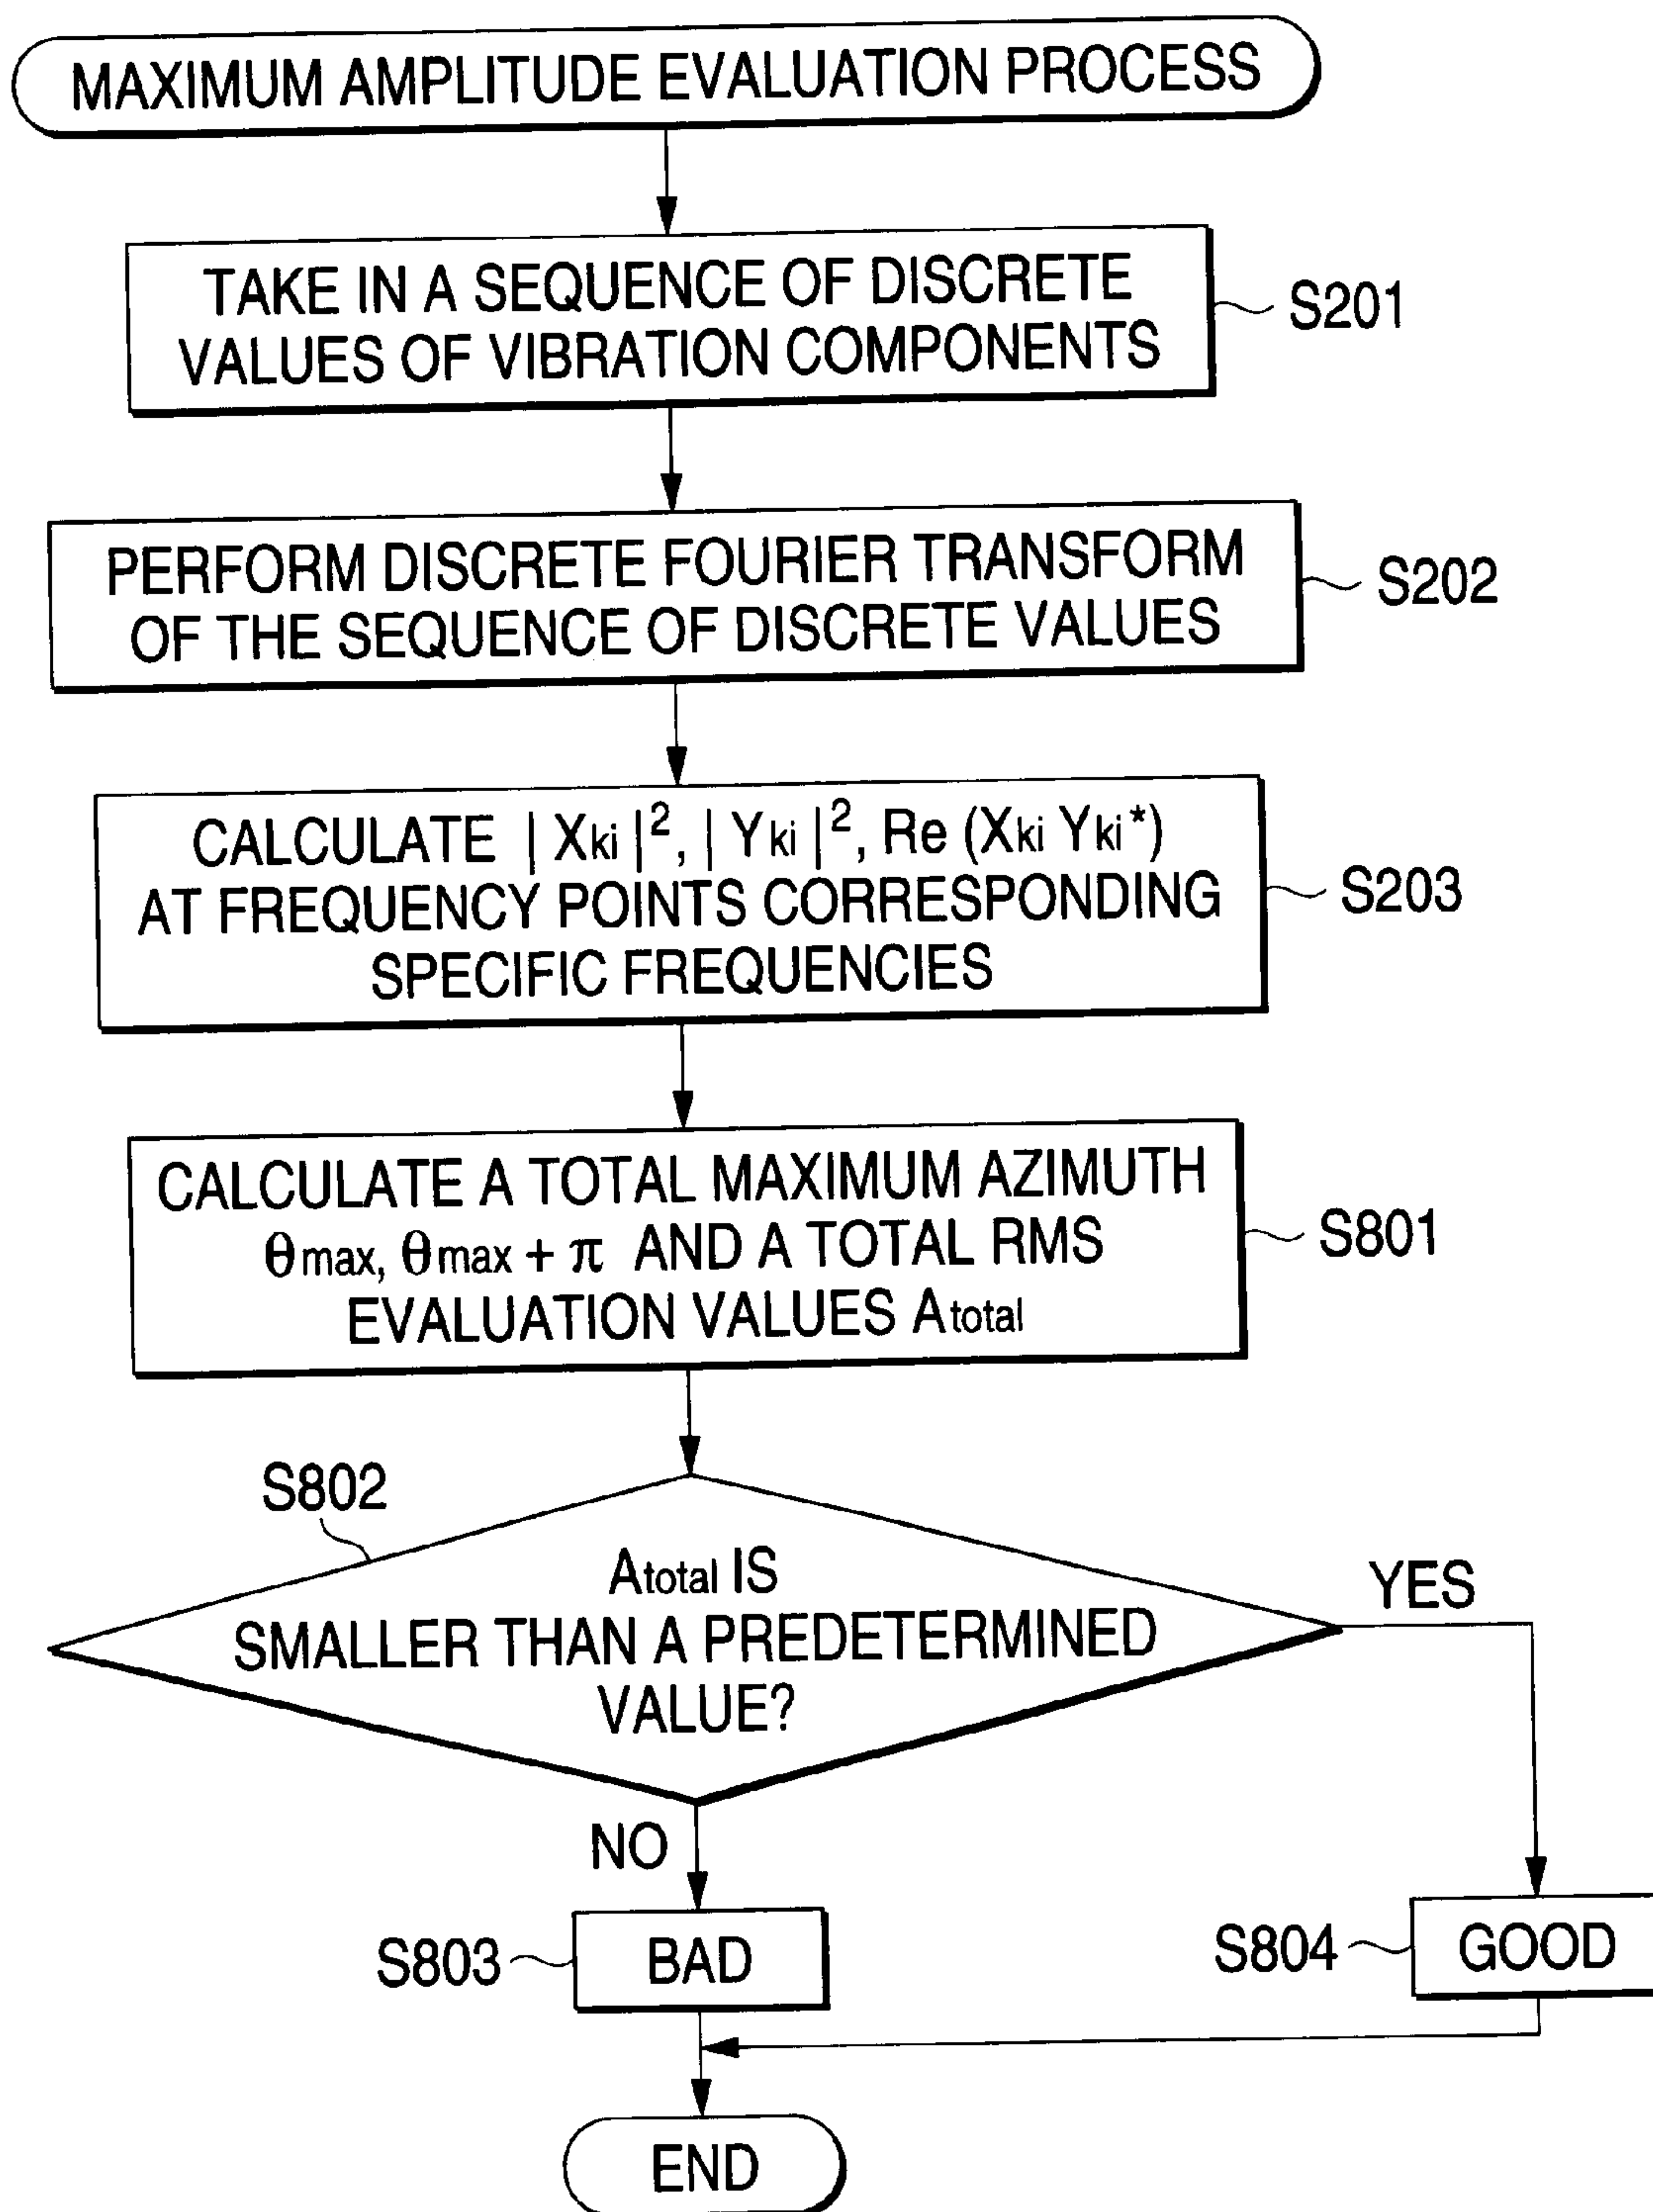 MAXIMUM AMPLITUDE EVALUATION PROCESS
TAKE IN A SEQUENCE OF DISCRETE
VALUES OF VIBRATION COMPONENTS
S201
PERFORM DISCRETE FOURIER TRANSFORM
OF THE SEQUENCE OF DISCRETE VALUES
S202
CALCULATE | Xki |², | Yki |², Re (Xki Yki*)
AT FREQUENCY POINTS CORRESPONDING
SPECIFIC FREQUENCIES
S203
CALCULATE A TOTAL MAXIMUM AZIMUTH
θmax, θmax + π AND A TOTAL RMS
EVALUATION VALUES Atotal
S801
S802
Atotal IS
SMALLER THAN A PREDETERMINED
VALUE?
YES
NO
S803
BAD
S804
GOOD
END